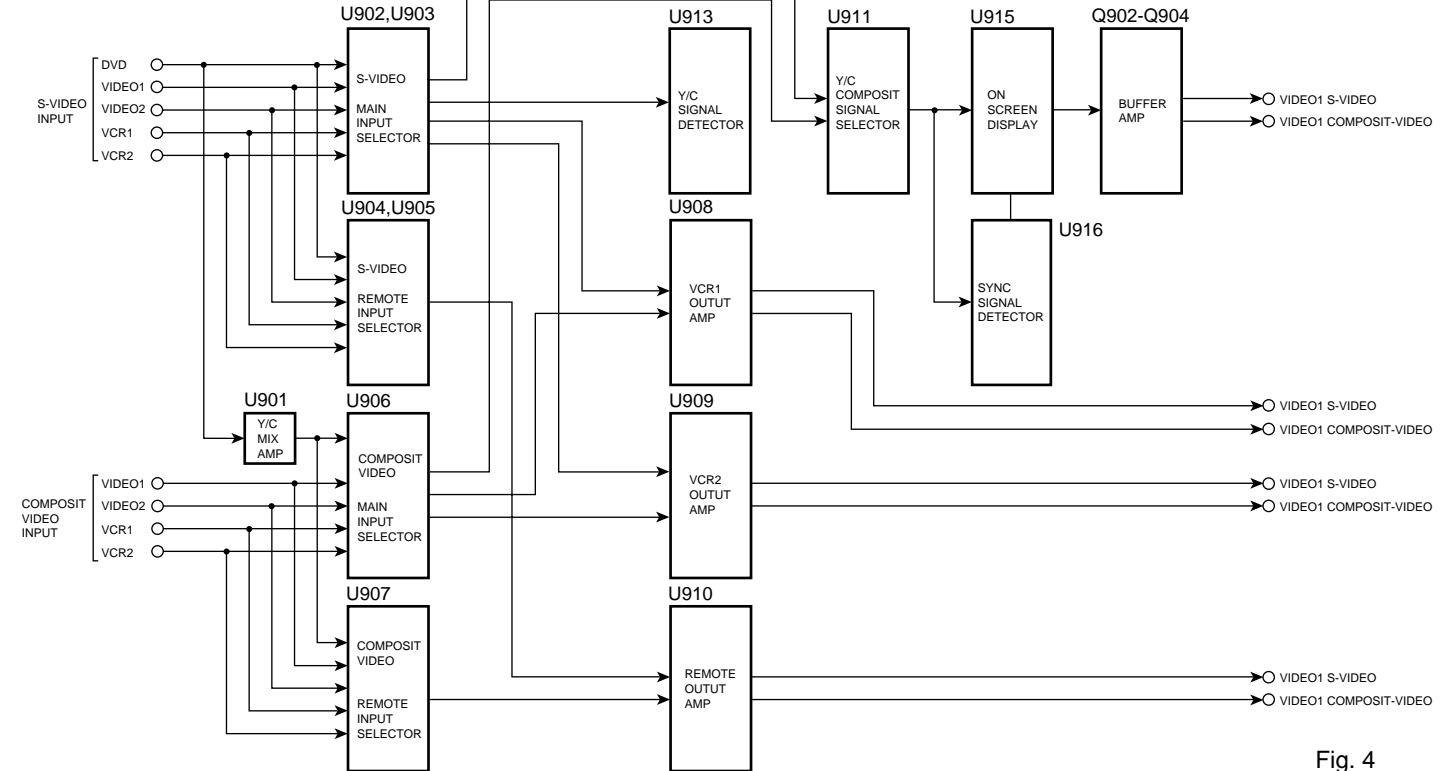 U902,U903
U913
U911
U915
Q902-Q904
S-VIDEO
INPUT
DVD
VIDEO1
VIDEO2
VCR1
VCR2
S-VIDEO
MAIN
INPUT
SELECTOR
Y/C
SIGNAL
DETECTOR
Y/C
COMPOSIT
SIGNAL
SELECTOR
ON
SCREEN
DISPLAY
BUFFER
AMP
VIDEO1 S-VIDEO
VIDEO1 COMPOSIT-VIDEO
U904,U905
S-VIDEO
REMOTE
INPUT
SELECTOR
U908
VCR1
OUTUT
AMP
U916
SYNC
SIGNAL
DETECTOR
VIDEO1 S-VIDEO
VIDEO1 COMPOSIT-VIDEO
U901
Y/C
MIX
AMP
U906
COMPOSIT
VIDEO
MAIN
INPUT
SELECTOR
U909
VCR2
OUTUT
AMP
VIDEO1 S-VIDEO
VIDEO1 COMPOSIT-VIDEO
COMPOSIT
VIDEO
INPUT
VIDEO1
VIDEO2
VCR1
VCR2
U907
COMPOSIT
VIDEO
REMOTE
INPUT
SELECTOR
U910
REMOTE
OUTUT
AMP
VIDEO1 S-VIDEO
VIDEO1 COMPOSIT-VIDEO
Fig. 4